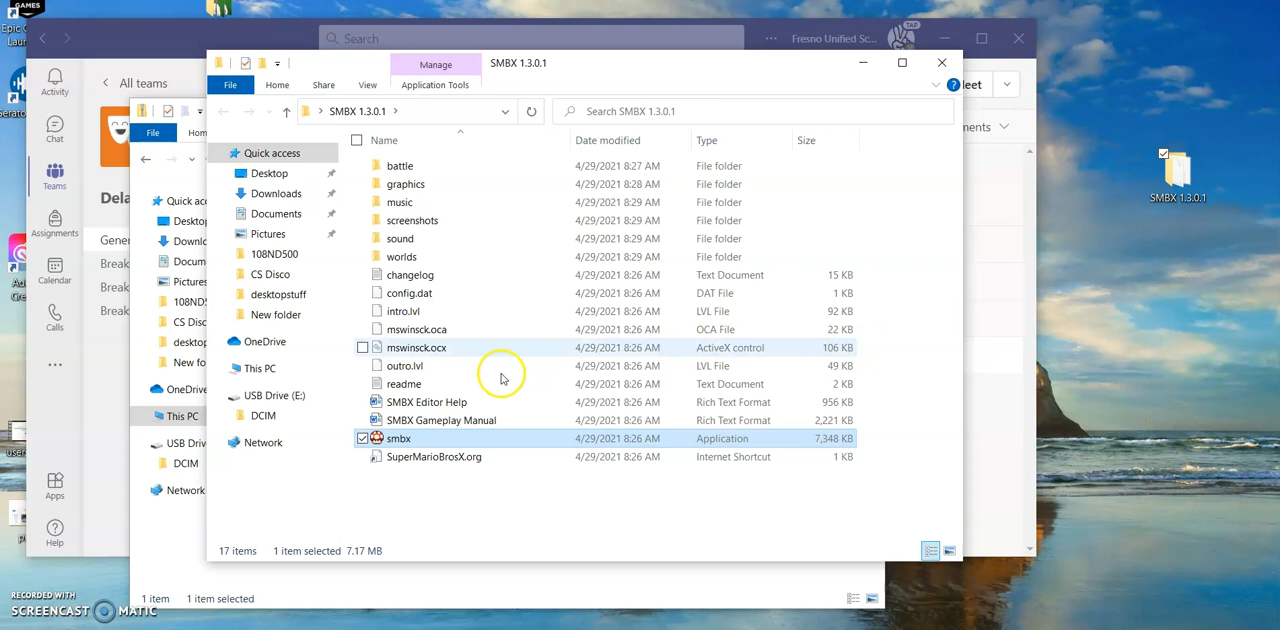 GAMES
Epic G
Laun
Serato
Ad
Cre
user
Search
Fresno Unified Sc...
TAP
Activity
Chat
Teams
Assignments
Calendar
Calls
Apps
Help
All teams
Dela
Gener
Break
Break
Break
eet
ments
File
Hom
Quick acc
Desktop
Downlo
Docum
Pictures
108ND5
CS Disc
desktop
New fo
OneDrive
This PC
USB Drive
DCIM
Network
1 item
1 item selected
Manage
SMBX 1.3.0.1
File
Home
Share
View
Application Tools
SMBX 1.3.0.1
Search SMBX 1.3.0.1
Quick access
Desktop
Downloads
Documents
Pictures
108ND500
CS Disco
desktopstuff
New folder
OneDrive
This PC
USB Drive (E:)
DCIM
Network
Name Date modified Type Size
battle 4/29/2021 8:27 AM File folder
graphics 4/29/2021 8:28 AM File folder
music 4/29/2021 8:29 AM File folder
screenshots 4/29/2021 8:29 AM File folder
sound 4/29/2021 8:29 AM File folder
worlds 4/29/2021 8:29 AM File folder
changelog 4/29/2021 8:26 AM Text Document 15 KB
config.dat 4/29/2021 8:26 AM DAT File 1 KB
intro.lvl 4/29/2021 8:26 AM LVL File 92 KB
mswinsck.oca 4/29/2021 8:26 AM OCA File 22 KB
mswinsck.ocx 4/29/2021 8:26 AM ActiveX control 106 KB
outro.lvl 4/29/2021 8:26 AM LVL File 49 KB
readme 4/29/2021 8:26 AM Text Document 2 KB
SMBX Editor Help 4/29/2021 8:26 AM Rich Text Format 956 KB
SMBX Gameplay Manual 4/29/2021 8:26 AM Rich Text Format 2,221 KB
smbx 4/29/2021 8:26 AM Application 7,348 KB
SuperMarioBrosX.org 4/29/2021 8:26 AM Internet Shortcut 1 KB
17 items
1 item selected 7.17 MB
SMBX 1.3.0.1
RECORDED WITH
SCREENCAST MATIC